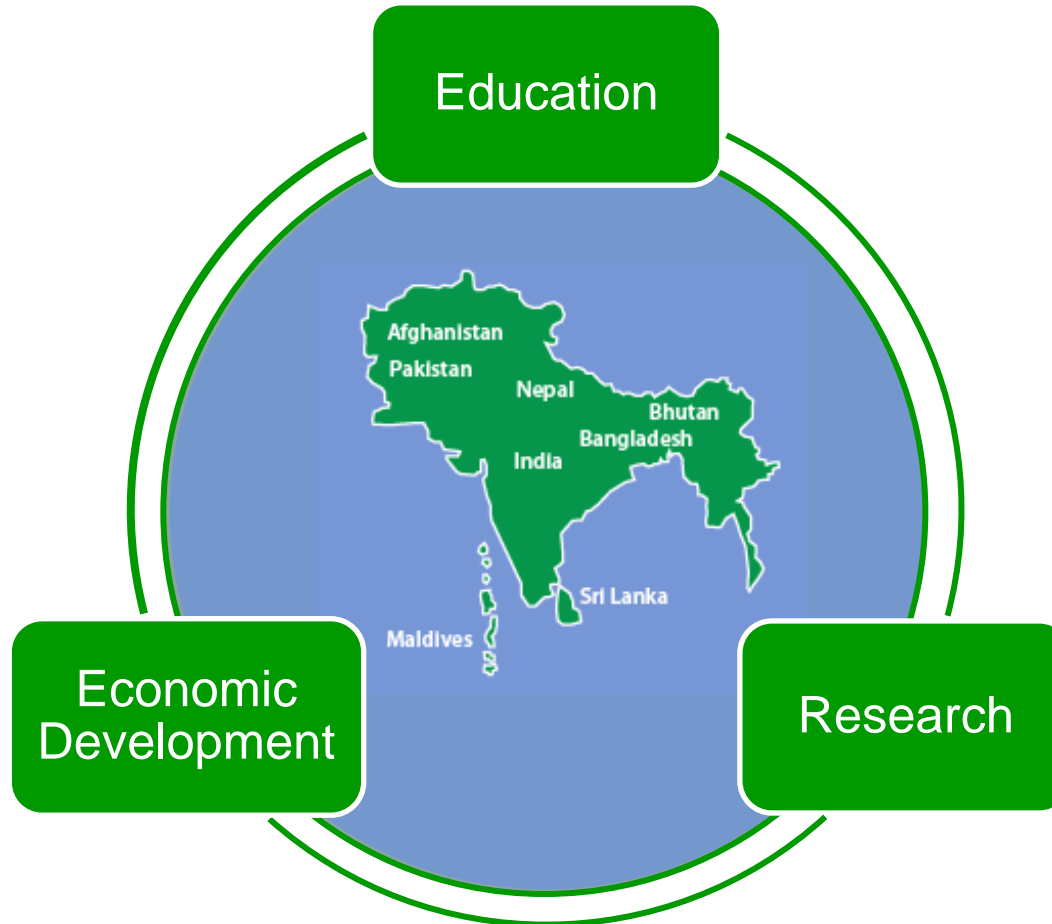 Education
Afghanistan
Pakistan
Nepal
Bhutan
Bangladesh
India
Sri Lanka
Maldives
Economic
Development
Research